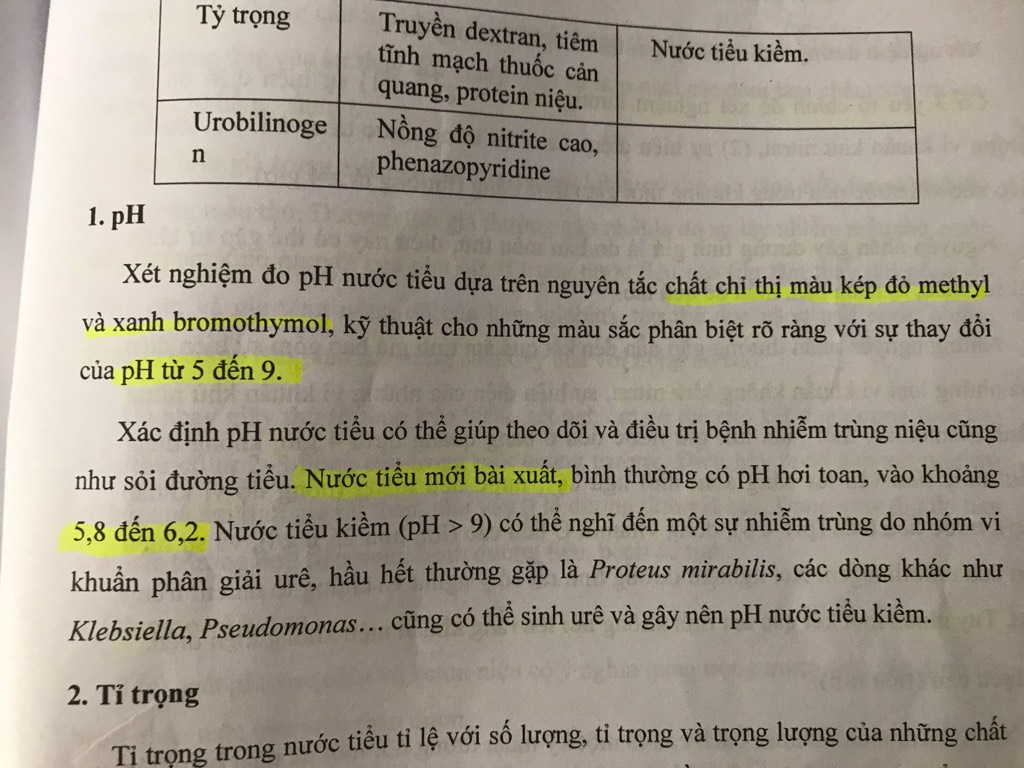 Tỷ trọng
Truyền dextran, tiêm
tĩnh mạch thuốc cản
quang, protein niệu.
Nước tiểu kiềm.
Urobilinoge
n
Nồng độ nitrite cao,
phenazopyridine
1. pH
Xét nghiệm đo pH nước tiểu dựa trên nguyên tắc chất chỉ thị màu kép đỏ methyl
và xanh bromothymol, kỹ thuật cho những màu sắc phân biệt rõ ràng với sự thay đổi
của pH từ 5 đến 9.
Xác định pH nước tiểu có thể giúp theo dõi và điều trị bệnh nhiễm trùng niệu cũng
như sỏi đường tiểu. Nước tiểu mới bài xuất, bình thường có pH hơi toan, vào khoảng
5,8 đến 6,2. Nước tiểu kiềm (pH > 9) có thể nghĩ đến một sự nhiễm trùng do nhóm vi
khuẩn phân giải urê, hầu hết thường gặp là Proteus mirabilis, các dòng khác như
Klebsiella, Pseudomonas… cũng có thể sinh urê và gây nên pH nước tiểu kiềm.
2. Tỉ trọng
Tỉ trọng trong nước tiểu tỉ lệ với số lượng, tỉ trọng và trọng lượng của những chất